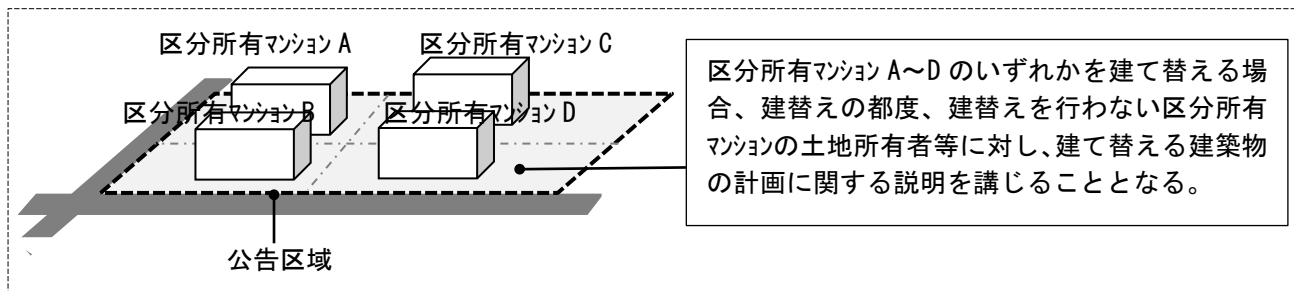 区分所有マンション A
区分所有マンション C
区分所有マンション B
区分所有マンション D
区分所有マンション A～D のいずれかを建て替える場
合、建替えの都度、建替えを行わない区分所有
マンションの土地所有者等に対し、建て替える建築物
の計画に関する説明を講じることとなる。
公告区域
、